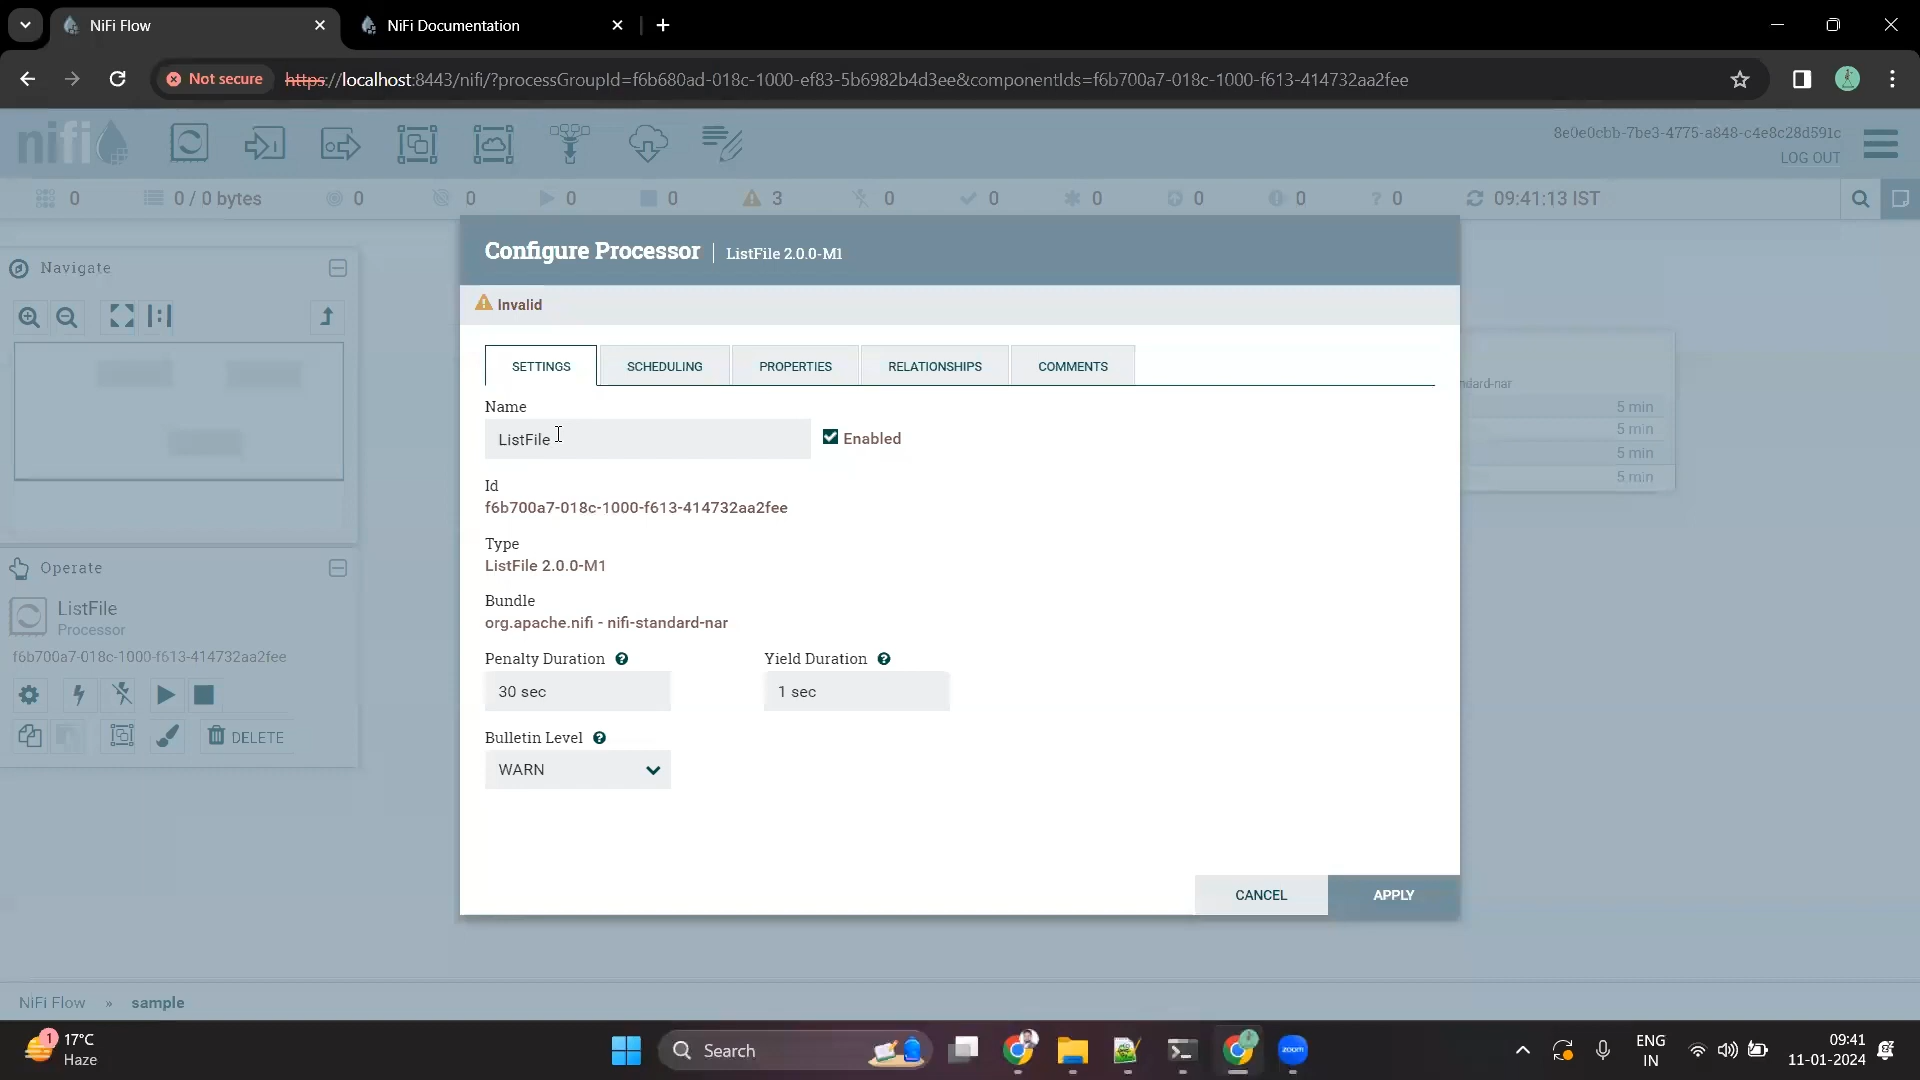 NiFi Flow
NiFi Documentation
Not secure https://localhost:8443/nifi/?processGroupId=f6b680ad-018c-1000-ef83-5b6982b4d3ee&componentIds=f6b700a7-018c-1000-f613-414732aa2fee
nifi
8e0e0cbb-7be3-4775-a848-c4e8c28d591c
LOG OUT
0 0 / 0 bytes 0 0 0 0 3 0 0 0 0 0 ? 0 09:41:13 IST
Configure Processor | ListFile 2.0.0-M1
Invalid
SETTINGS SCHEDULING PROPERTIES RELATIONSHIPS COMMENTS
Name
ListFile Enabled
Id
f6b700a7-018c-1000-f613-414732aa2fee
Type
ListFile 2.0.0-M1
Bundle
org.apache.nifi - nifi-standard-nar
Penalty Duration Yield Duration
30 sec 1 sec
Bulletin Level
WARN
CANCEL APPLY
Navigate
Operate
ListFile
Processor
f6b700a7-018c-1000-f613-414732aa2fee
DELETE
ndard-nar
5 min
5 min
5 min
5 min
NiFi Flow » sample
1 17°C
Haze
Search
zoom
ENG
IN
09:41
11-01-2024